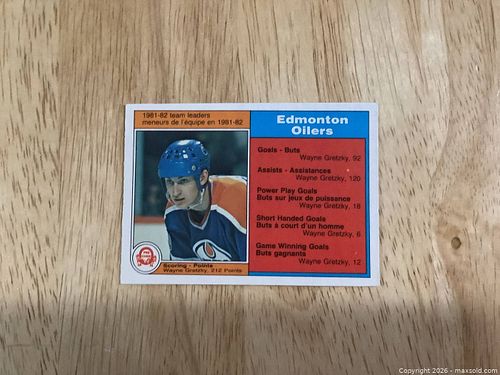 1981-82 team leaders
meneurs de l'équipe en 1981-82
Edmonton
Oilers
Goals - Buts
Wayne Gretzky, 92
Assists - Assistances
Wayne Gretzky, 120
Power Play Goals
Buts sur jeux de puissance
Wayne Gretzky, 18
Short Handed Goals
Buts à court d'un homme
Wayne Gretzky, 6
Game Winning Goals
Buts gagnants
Wayne Gretzky, 12
Scoring - Points
Wayne Gretzky, 212 Points
Copyright 2026 - maxsold.com